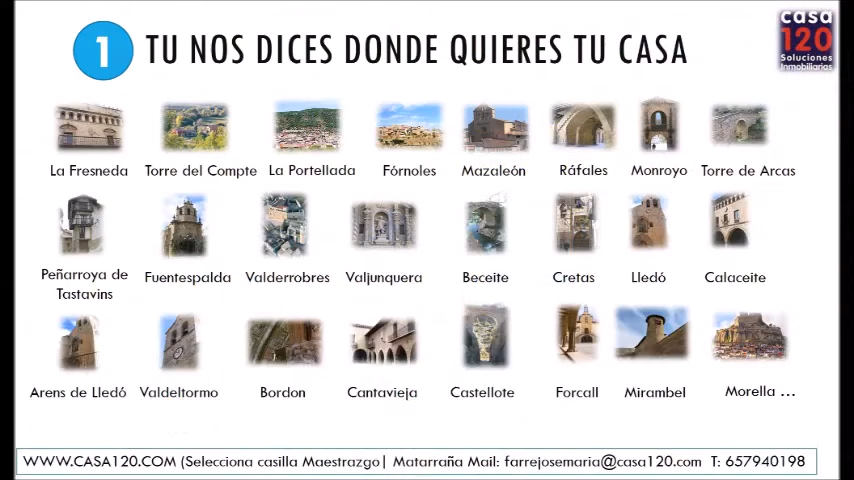 1 TU NOS DICES DONDE QUIERES TU CASA
casa
120
Soluciones
Inmobiliarias
La Fresneda Torre del Compte La Portellada Fórnoles Mazaleón Ráfales Monroyo Torre de Arcas
Peñarroya de Tastavins Fuentespalda Valderrobres Valjunquera Beceite Cretas Lledó Calaceite
Arens de Lledó Valdeltormo Bordon Cantavieja Castellote Forcall Mirambel Morella ...
WWW.CASA120.COM (Selecciona casilla Maestrazgo| Matarraña Mail: farrejosemaria@casa120.com T: 657940198